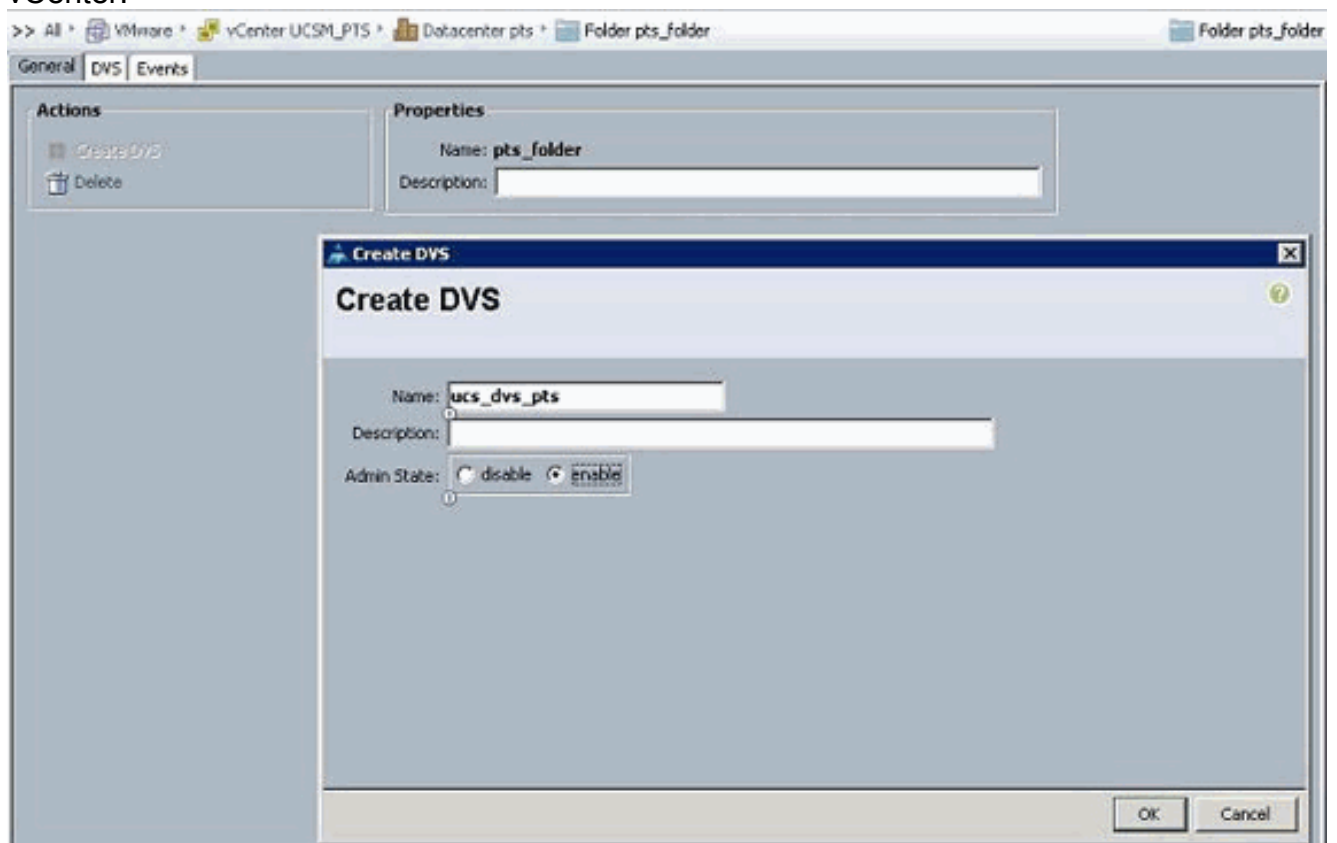 vCenter.
>> All ‣ VMware ‣ vCenter UCSM_PTS ‣ Datacenter pts ‣ Folder pts_folder Folder pts_folder
General DVS Events
Actions
Properties
Create DVS
Name: pts_folder
Delete
Description:
Create DVS
Create DVS
Name: ucs_dvs_pts
Description:
Admin State: disable enable
OK Cancel